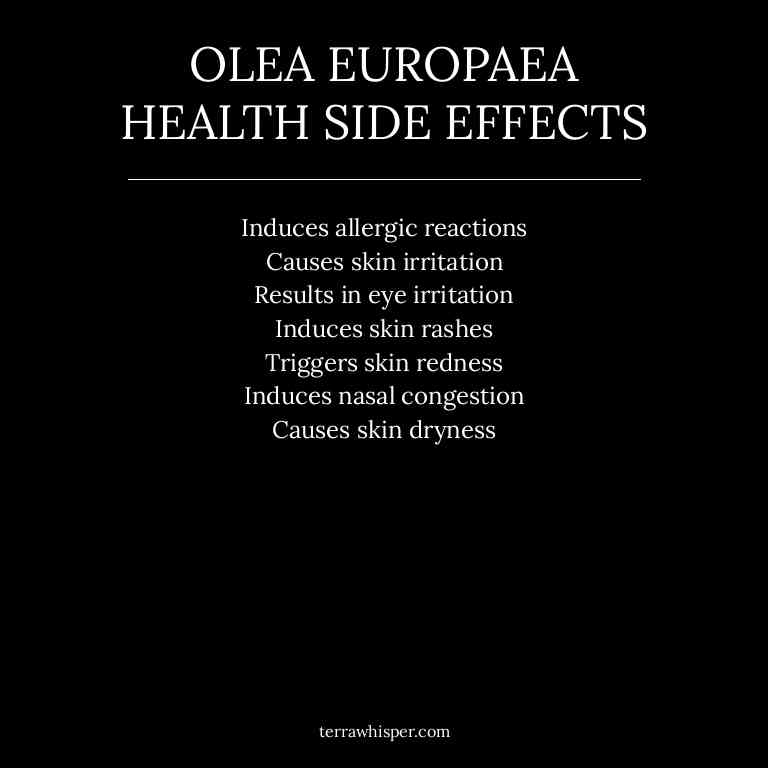 OLEA EUROPAEA
HEALTH SIDE EFFECTS
Induces allergic reactions
Causes skin irritation
Results in eye irritation
Induces skin rashes
Triggers skin redness
Induces nasal congestion
Causes skin dryness
terrawhisper.com